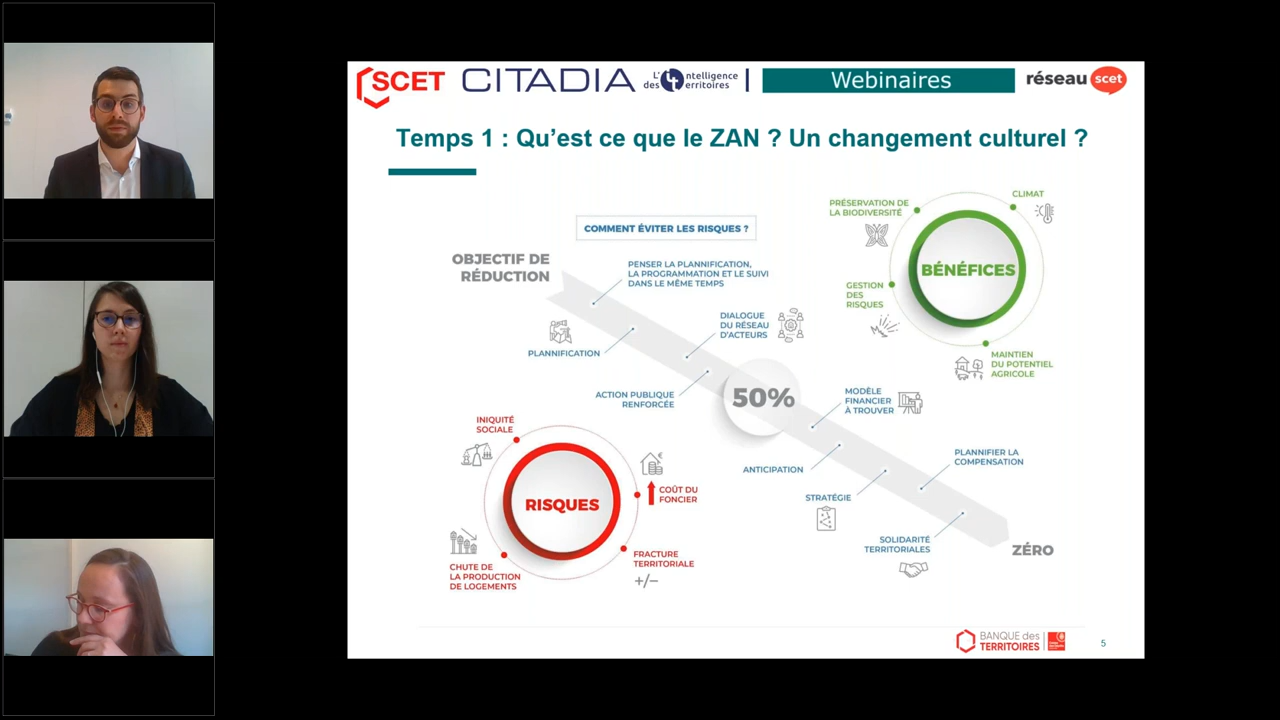 SCET
CITADIA
L'intelligence
des Territoires
Webinaires
réseau scet
Temps 1 : Qu'est ce que le ZAN ? Un changement culturel ?
COMMENT ÉVITER LES RISQUES ?
OBJECTIF DE
RÉDUCTION
PENSER LA PLANNIFICATION,
LA PROGRAMMATION ET LE SUIVI
DANS LE MÊME TEMPS
PLANNIFICATION
DIALOGUE
DU RÉSEAU
D'ACTEURS
ACTION PUBLIQUE
RENFORCÉE
50%
MODÈLE
FINANCIER
À TROUVER
ANTICIPATION
PLANNIFIER LA
COMPENSATION
STRATÉGIE
SOLIDARITÉ
TERRITORIALES
ZÉRO
BÉNÉFICES
PRÉSERVATION DE
LA BIODIVERSITÉ
CLIMAT
GESTION
DES
RISQUES
MAINTIEN
DU POTENTIEL
AGRICOLE
RISQUES
INIQUITÉ
SOCIALE
€
COÛT DU
FONCIER
CHUTE DE
LA PRODUCTION
DE LOGEMENTS
FRACTURE
TERRITORIALE
+/−
BANQUE des
TERRITOIRES
5